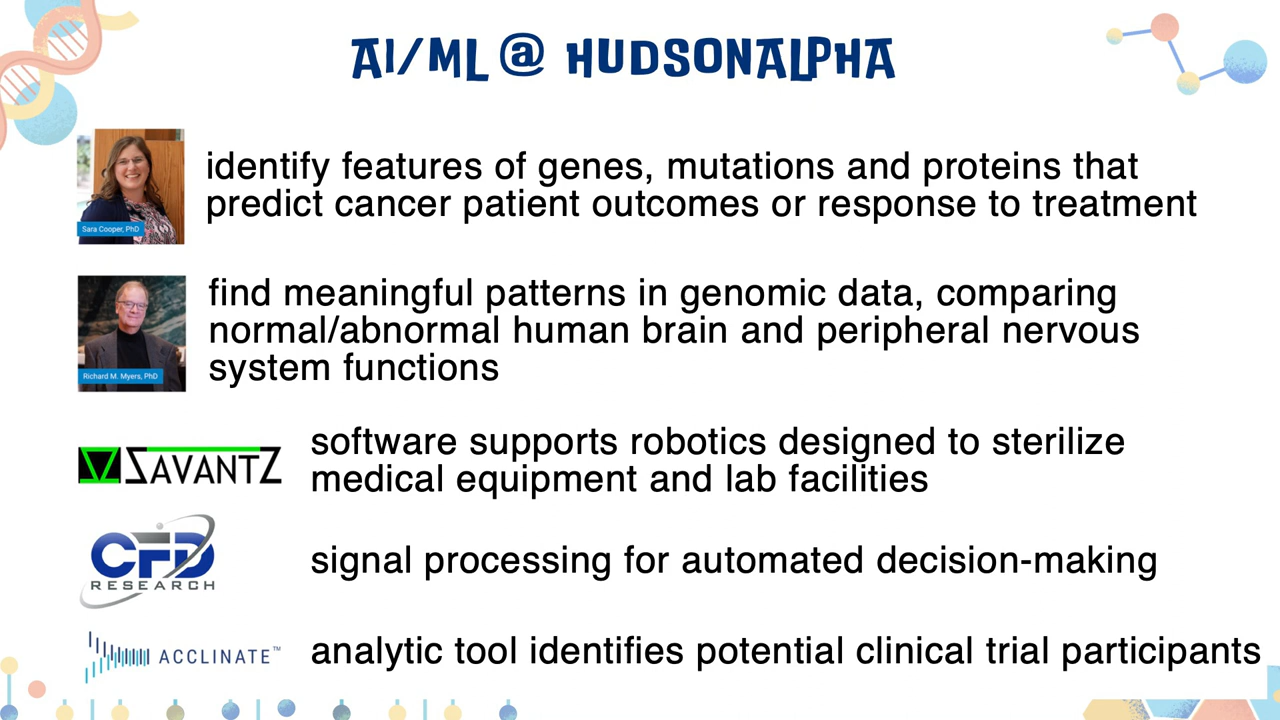 AI/ML @ HUDSONALPHA
identify features of genes, mutations and proteins that
predict cancer patient outcomes or response to treatment
Sara Cooper, PhD
find meaningful patterns in genomic data, comparing
normal/abnormal human brain and peripheral nervous
system functions
Richard M. Myers, PhD
SAVANTZ
software supports robotics designed to sterilize
medical equipment and lab facilities
CFD
RESEARCH
signal processing for automated decision-making
ACCLINATE™
analytic tool identifies potential clinical trial participants